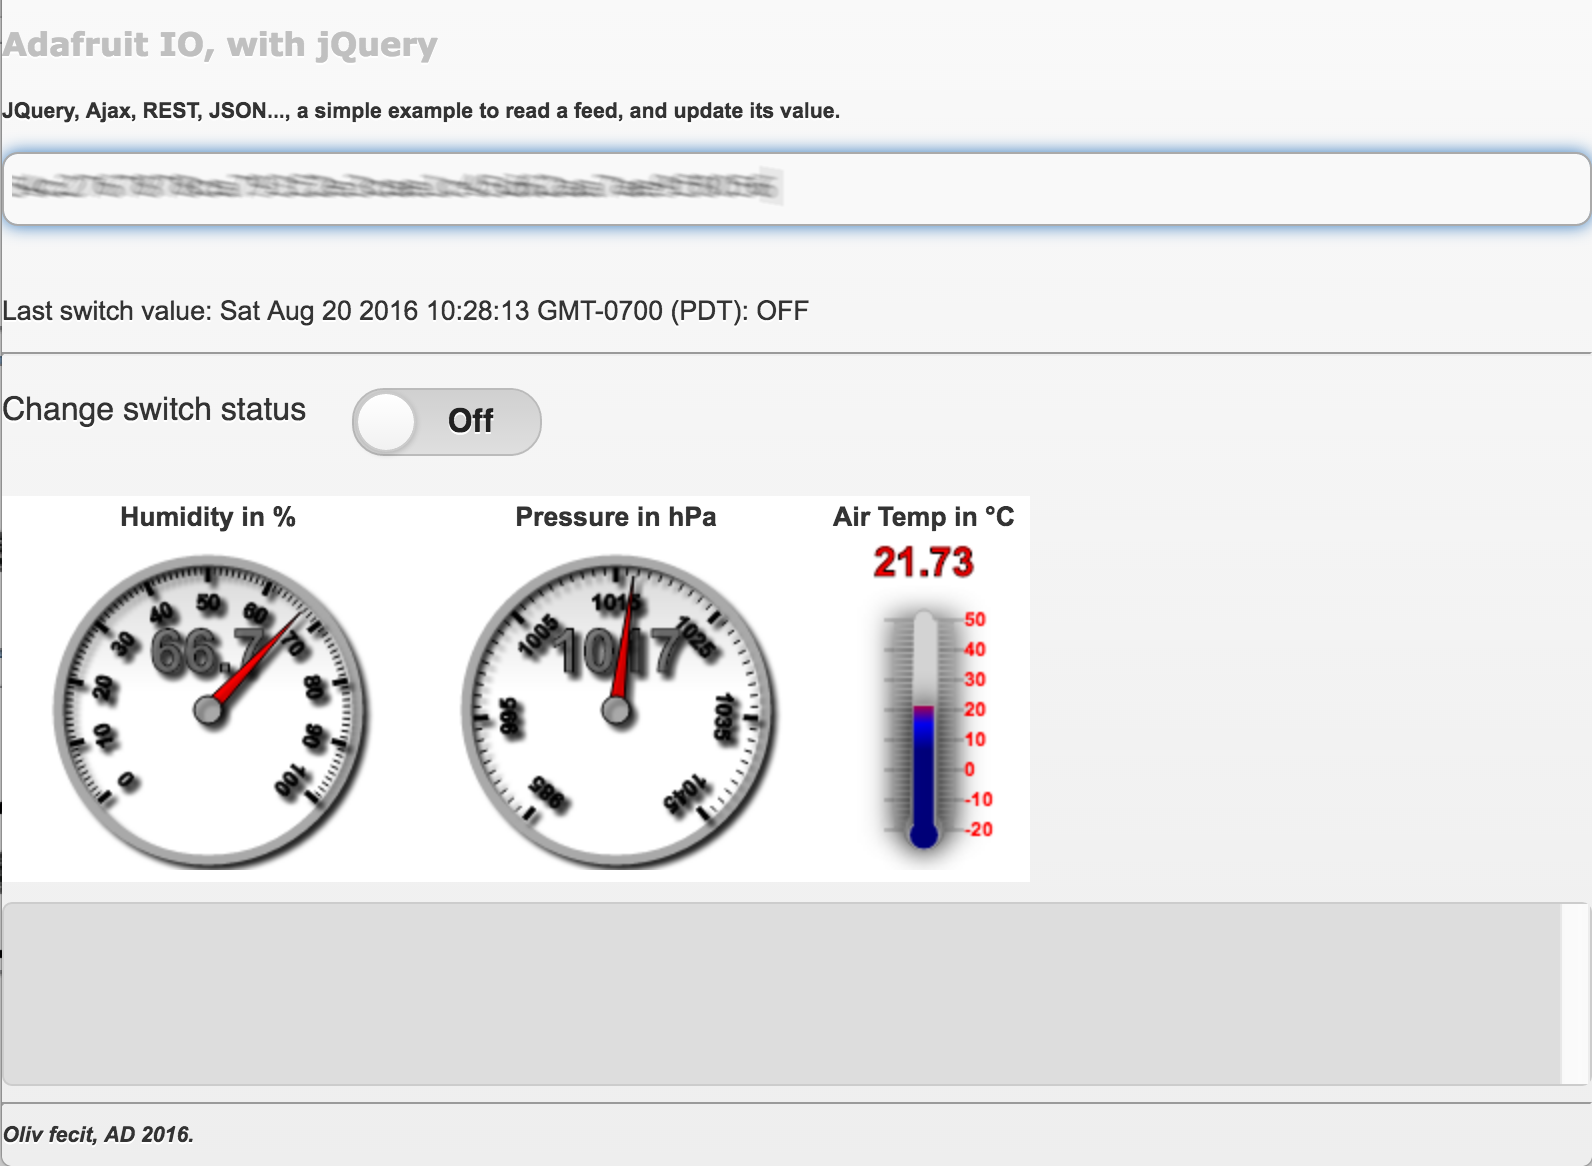 Adafruit IO, with jQuery
JQuery, Ajax, REST, JSON..., a simple example to read a feed, and update its value.
Last switch value: Sat Aug 20 2016 10:28:13 GMT-0700 (PDT): OFF
Change switch status Off
Humidity in %
0 10 20 30 40 50 60 70 80 90 100
66.7
Pressure in hPa
985 995 1005 1015 1025 1035 1045
1017
Air Temp in °C
21.73
50
40
30
20
10
0
-10
-20
Oliv fecit, AD 2016.